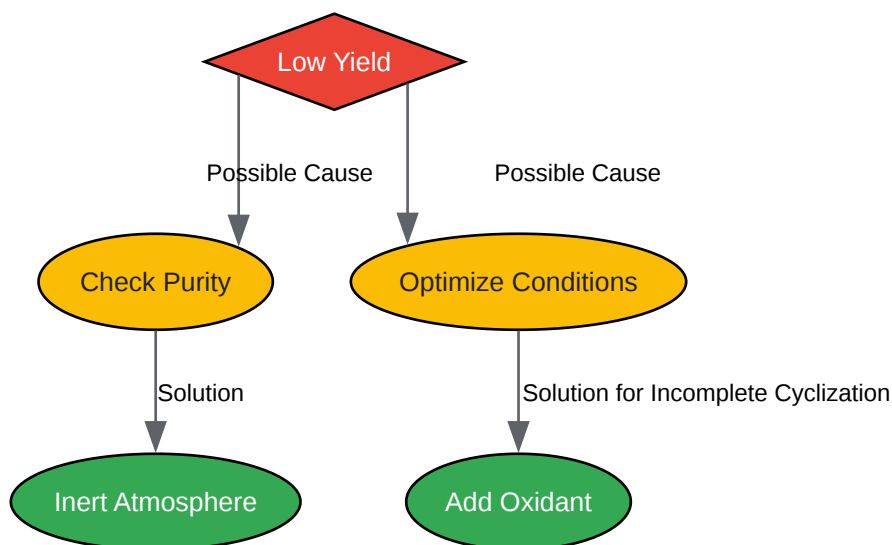 Low Yield
Possible Cause
Possible Cause
Check Purity
Optimize Conditions
Solution
Solution for Incomplete Cyclization
Inert Atmosphere
Add Oxidant